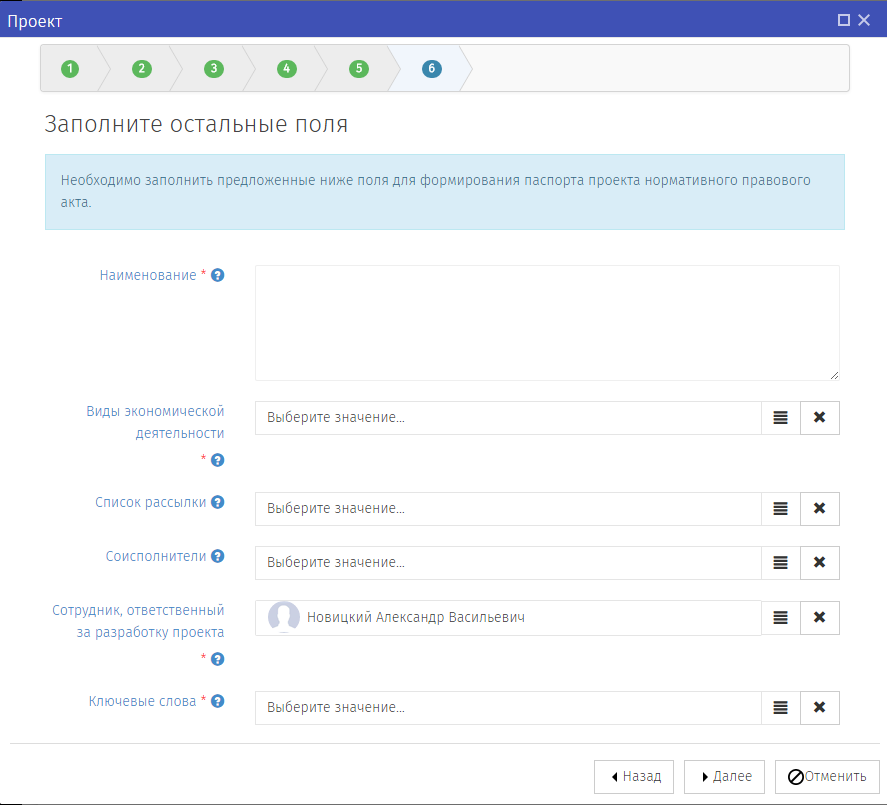 Проект
1 2 3 4 5 6
Заполните остальные поля
Необходимо заполнить предложенные ниже поля для формирования паспорта проекта нормативного правового
акта.
Наименование * ?
Виды экономической
деятельности
* ?
Выберите значение...
Список рассылки ?
Выберите значение...
Соисполнители ?
Выберите значение...
Сотрудник, ответственный
за разработку проекта
* ?
Новицкий Александр Васильевич
Ключевые слова * ?
Выберите значение...
Назад
Далее
Отменить